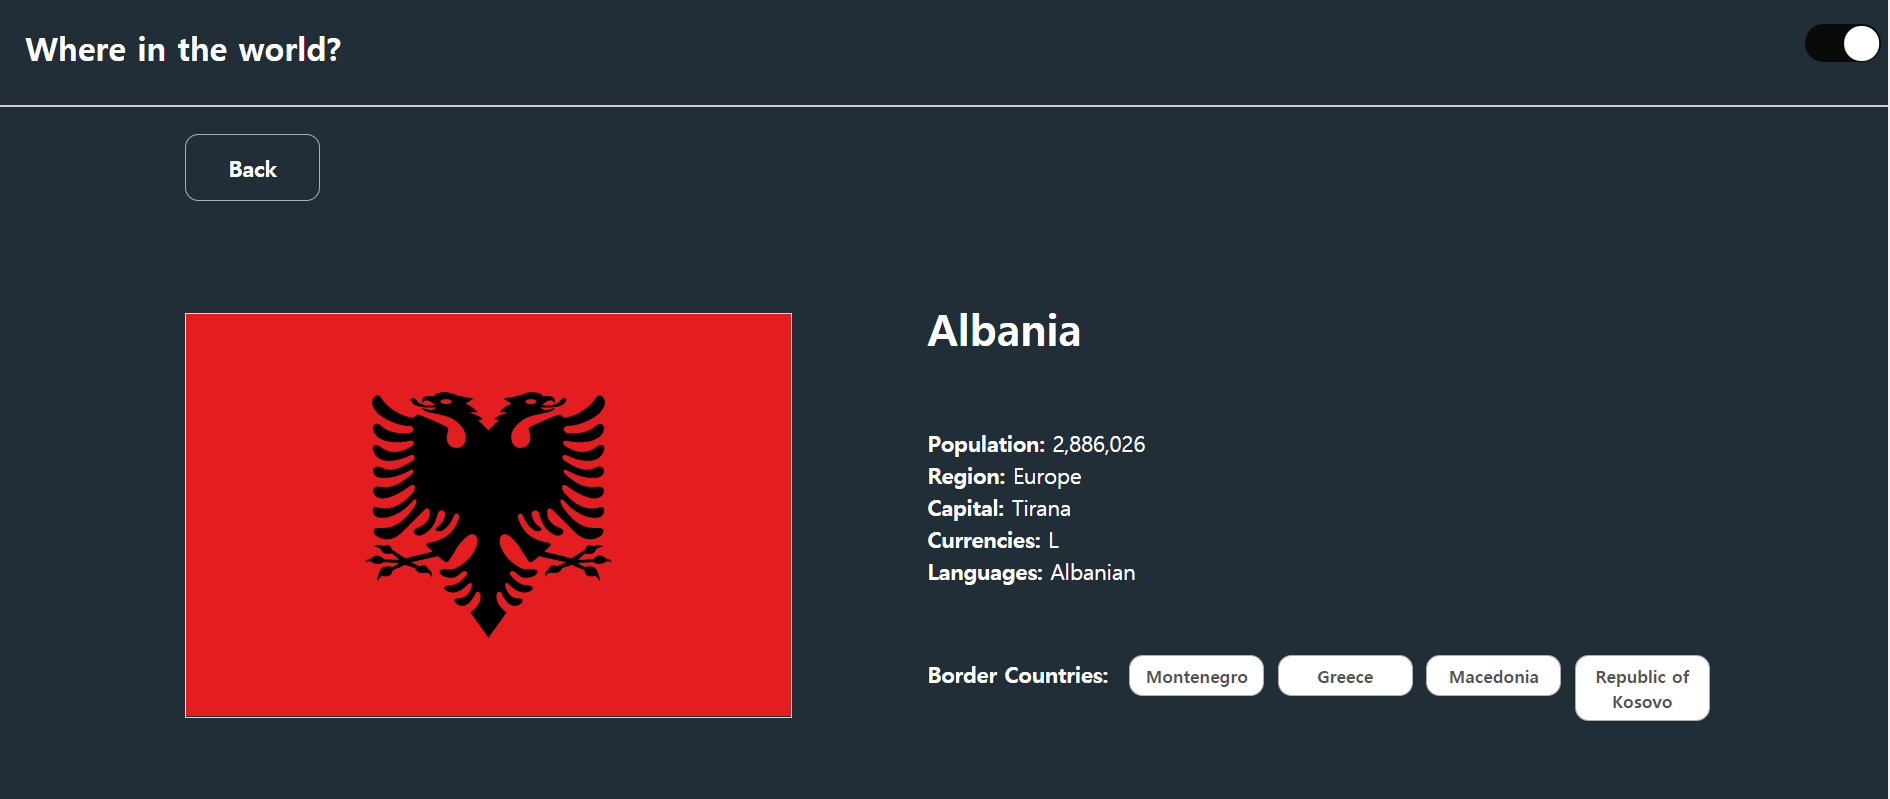 Where in the world?
Back
Albania
Population: 2,886,026
Region: Europe
Capital: Tirana
Currencies: L
Languages: Albanian
Border Countries: Montenegro Greece Macedonia Republic of
Kosovo